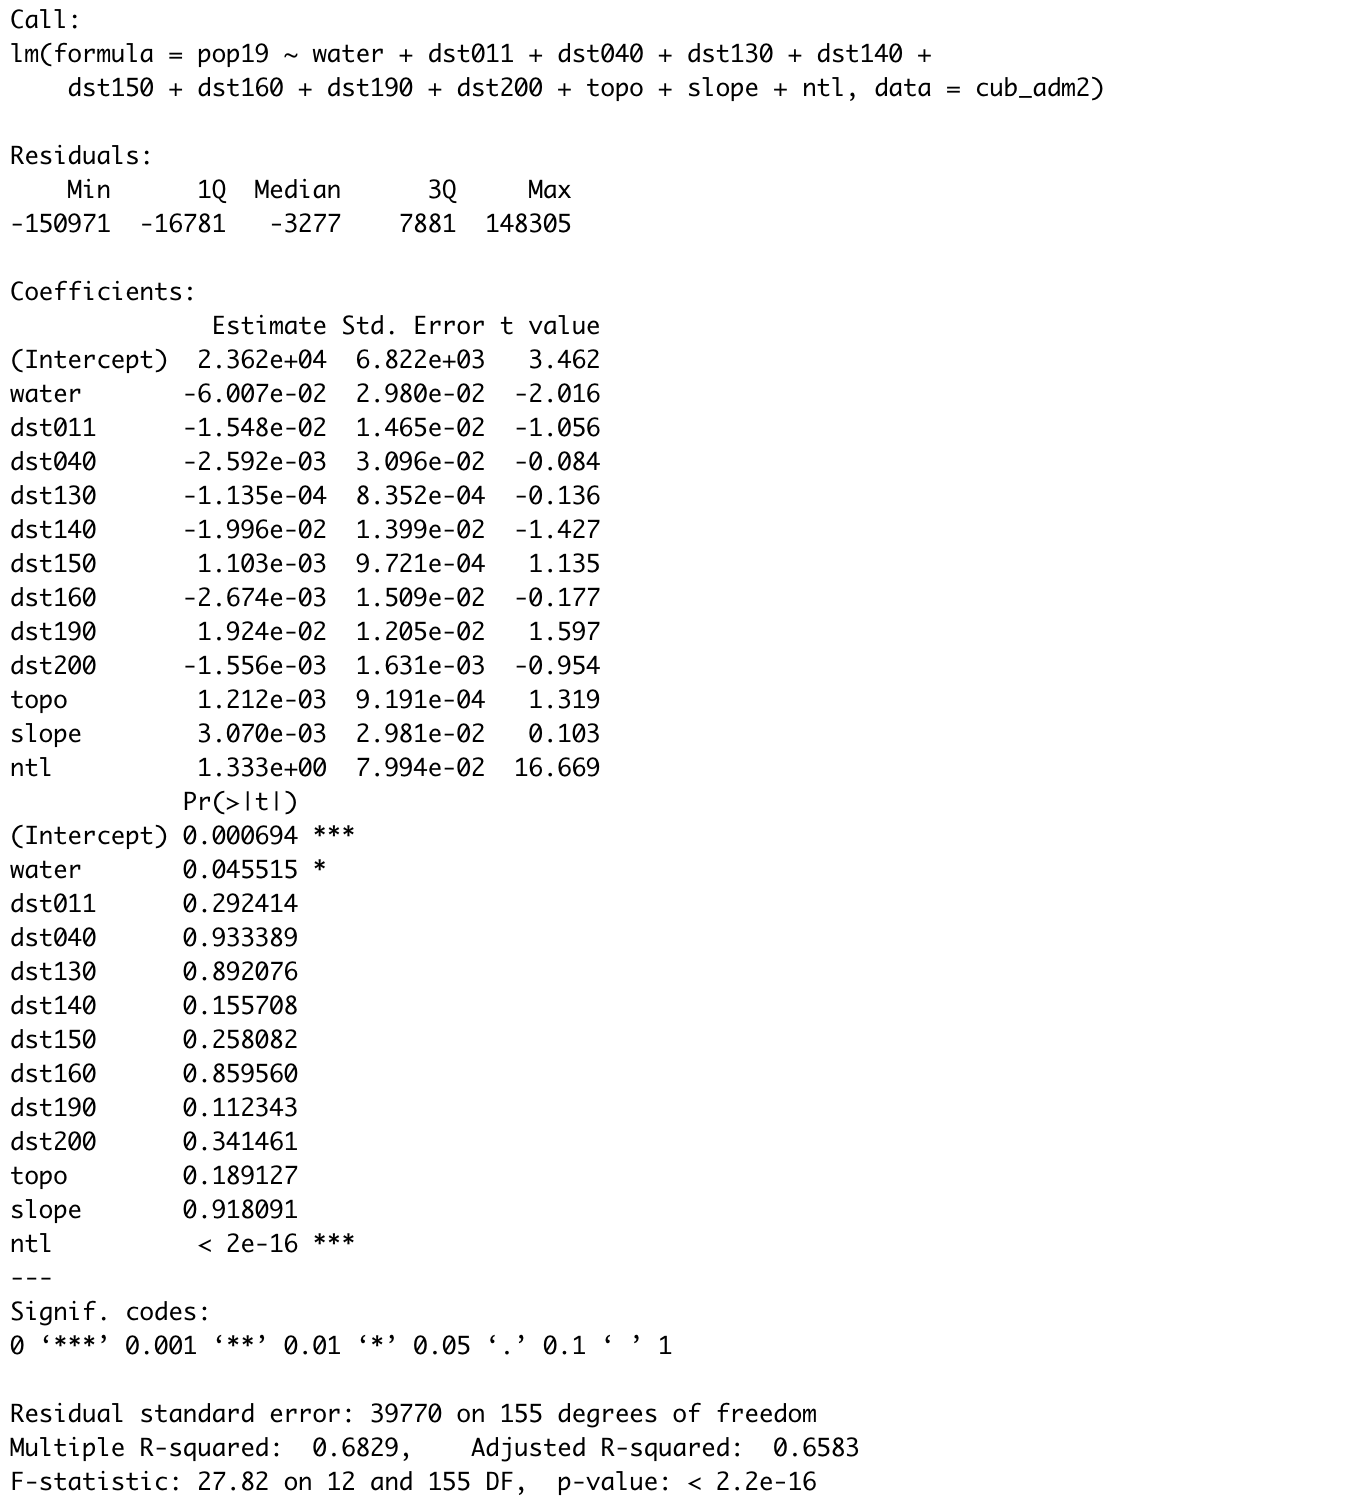 Call:
lm(formula = pop19 ~ water + dst011 + dst040 + dst130 + dst140 +
    dst150 + dst160 + dst190 + dst200 + topo + slope + ntl, data = cub_adm2)

Residuals:
    Min      1Q  Median      3Q     Max
-150971  -16781   -3277    7881  148305

Coefficients:
              Estimate Std. Error t value
(Intercept)  2.362e+04  6.822e+03   3.462
water       -6.007e-02  2.980e-02  -2.016
dst011      -1.548e-02  1.465e-02  -1.056
dst040      -2.592e-03  3.096e-02  -0.084
dst130      -1.135e-04  8.352e-04  -0.136
dst140      -1.996e-02  1.399e-02  -1.427
dst150       1.103e-03  9.721e-04   1.135
dst160      -2.674e-03  1.509e-02  -0.177
dst190       1.924e-02  1.205e-02   1.597
dst200      -1.556e-03  1.631e-03  -0.954
topo         1.212e-03  9.191e-04   1.319
slope        3.070e-03  2.981e-02   0.103
ntl          1.333e+00  7.994e-02  16.669
            Pr(>|t|)
(Intercept) 0.000694 ***
water       0.045515 *
dst011      0.292414
dst040      0.933389
dst130      0.892076
dst140      0.155708
dst150      0.258082
dst160      0.859560
dst190      0.112343
dst200      0.341461
topo        0.189127
slope       0.918091
ntl          < 2e-16 ***
---
Signif. codes:
0 ‘***’ 0.001 ‘**’ 0.01 ‘*’ 0.05 ‘.’ 0.1 ‘ ’ 1

Residual standard error: 39770 on 155 degrees of freedom
Multiple R-squared:  0.6829,    Adjusted R-squared:  0.6583
F-statistic: 27.82 on 12 and 155 DF,  p-value: < 2.2e-16